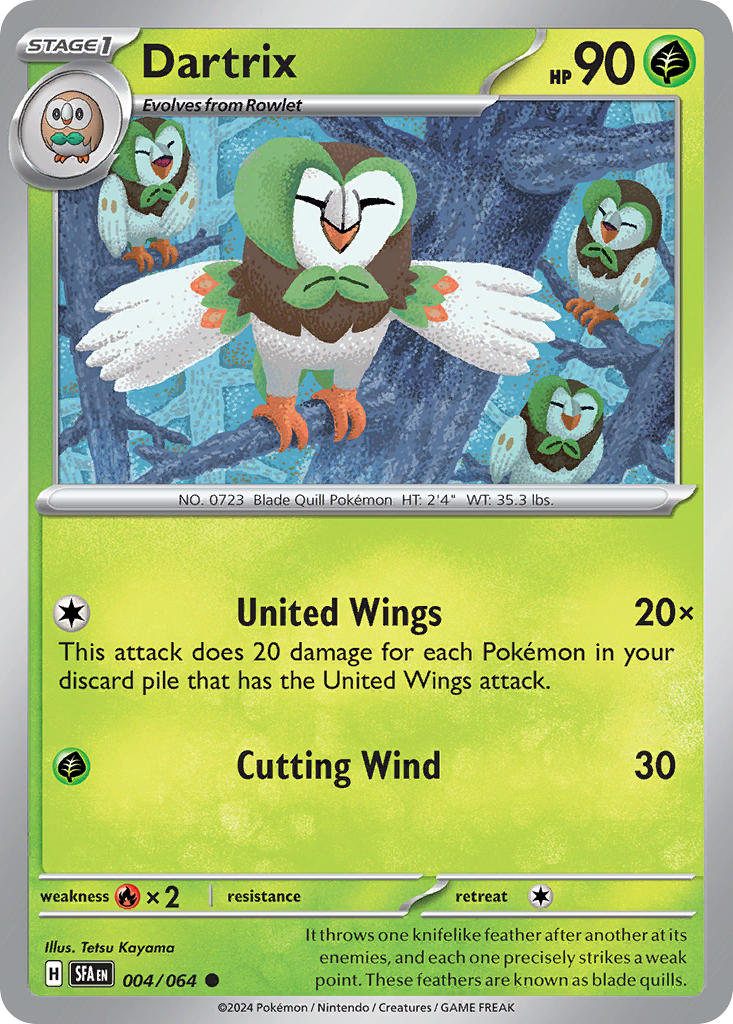 STAGE 1
Dartrix
HP 90
Evolves from Rowlet
NO. 0723 Blade Quill Pokémon HT: 2'4" WT: 35.3 lbs.
United Wings 20×
This attack does 20 damage for each Pokémon in your
discard pile that has the United Wings attack.
Cutting Wind 30
weakness ×2 resistance retreat
Illus. Tetsu Kayama
H SFA EN 004/064
It throws one knifelike feather after another at its
enemies, and each one precisely strikes a weak
point. These feathers are known as blade quills.
©2024 Pokémon / Nintendo / Creatures / GAME FREAK